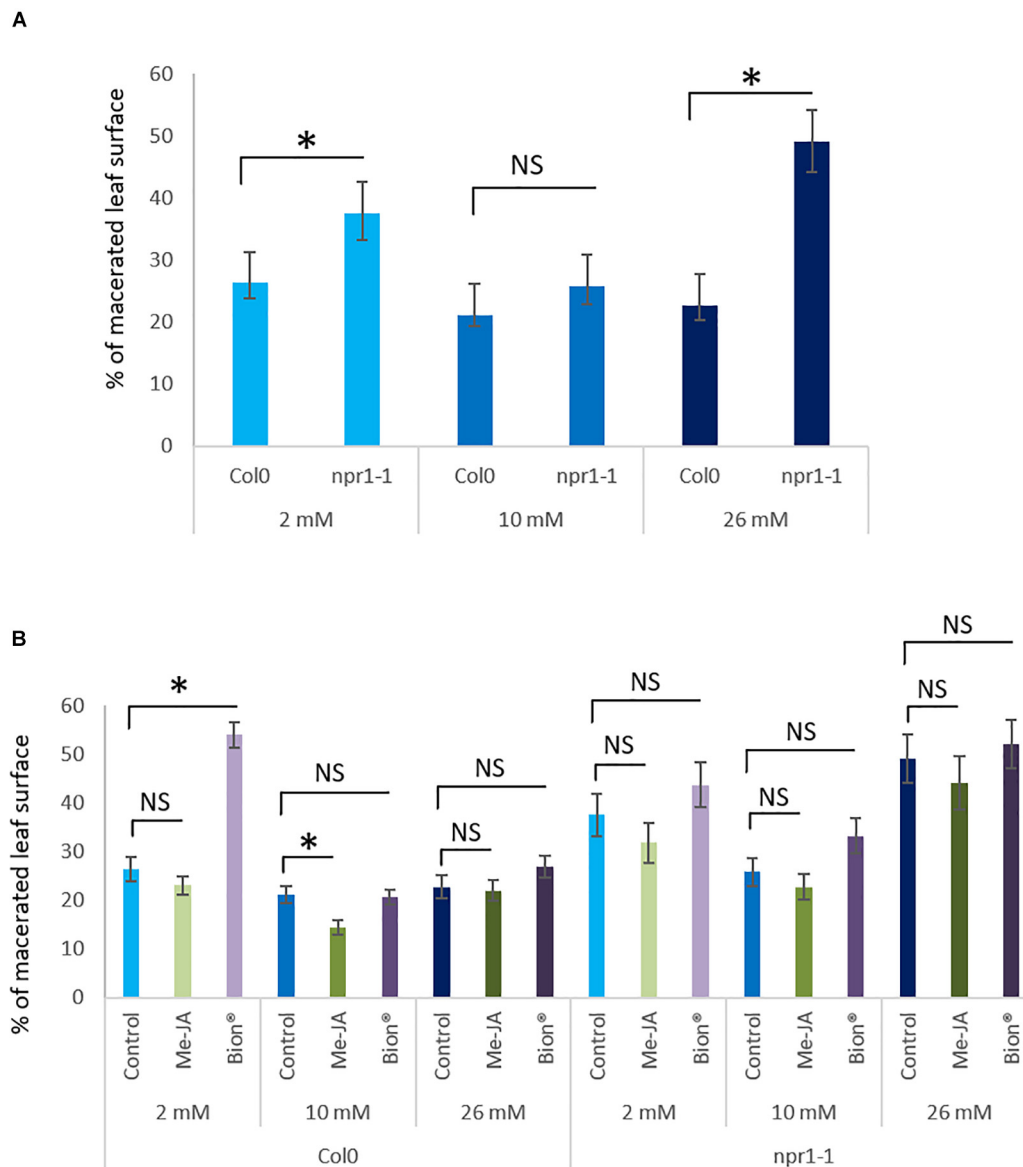 A
% of macerated leaf surface
60
50
40
30
20
10
0
* NS *
Col0 npr1-1 Col0 npr1-1 Col0 npr1-1
2 mM 10 mM 26 mM
B
% of macerated leaf surface
60
50
40
30
20
10
0
NS * NS * NS NS NS NS NS NS NS NS
Control Me-JA Bion® Control Me-JA Bion® Control Me-JA Bion® Control Me-JA Bion® Control Me-JA Bion® Control Me-JA Bion®
2 mM 10 mM 26 mM 2 mM 10 mM 26 mM
Col0 npr1-1